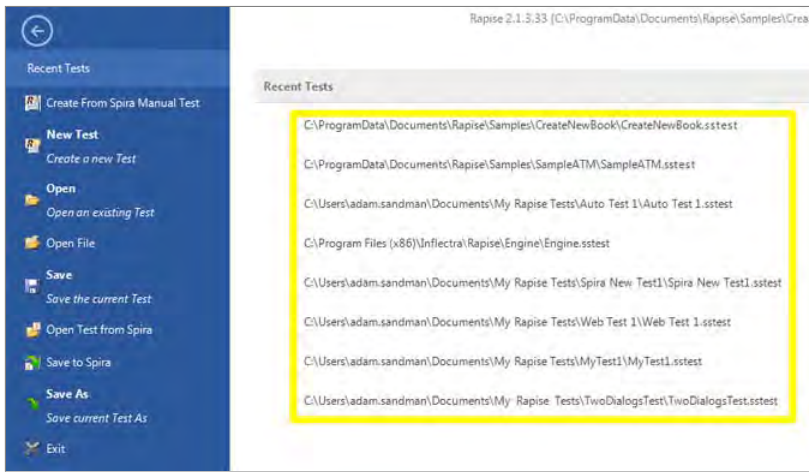 Rapise 2.1.3.33 [C:\ProgramData\Documents\Rapise\Samples\Crea
Recent Tests
Create From Spira Manual Test
New Test
Create a new Test
Open
Open an existing Test
Open File
Save
Save the current Test
Open Test from Spira
Save to Spira
Save As
Save current Test As
Exit
Recent Tests
C:\ProgramData\Documents\Rapise\Samples\CreateNewBook\CreateNewBook.sstest
C:\ProgramData\Documents\Rapise\Samples\SampleATM\SampleATM.sstest
C:\Users\adam.sandman\Documents\My Rapise Tests\Auto Test 1\Auto Test 1.sstest
C:\Program Files (x86)\Inflectra\Rapise\Engine\Engine.sstest
C:\Users\adam.sandman\Documents\My Rapise Tests\Spira New Test1\Spira New Test1.sstest
C:\Users\adam.sandman\Documents\My Rapise Tests\Web Test 1\Web Test 1.sstest
C:\Users\adam.sandman\Documents\My Rapise Tests\MyTest1\MyTest1.sstest
C:\Users\adam.sandman\Documents\My Rapise Tests\TwoDialogsTest\TwoDialogsTest.sstest